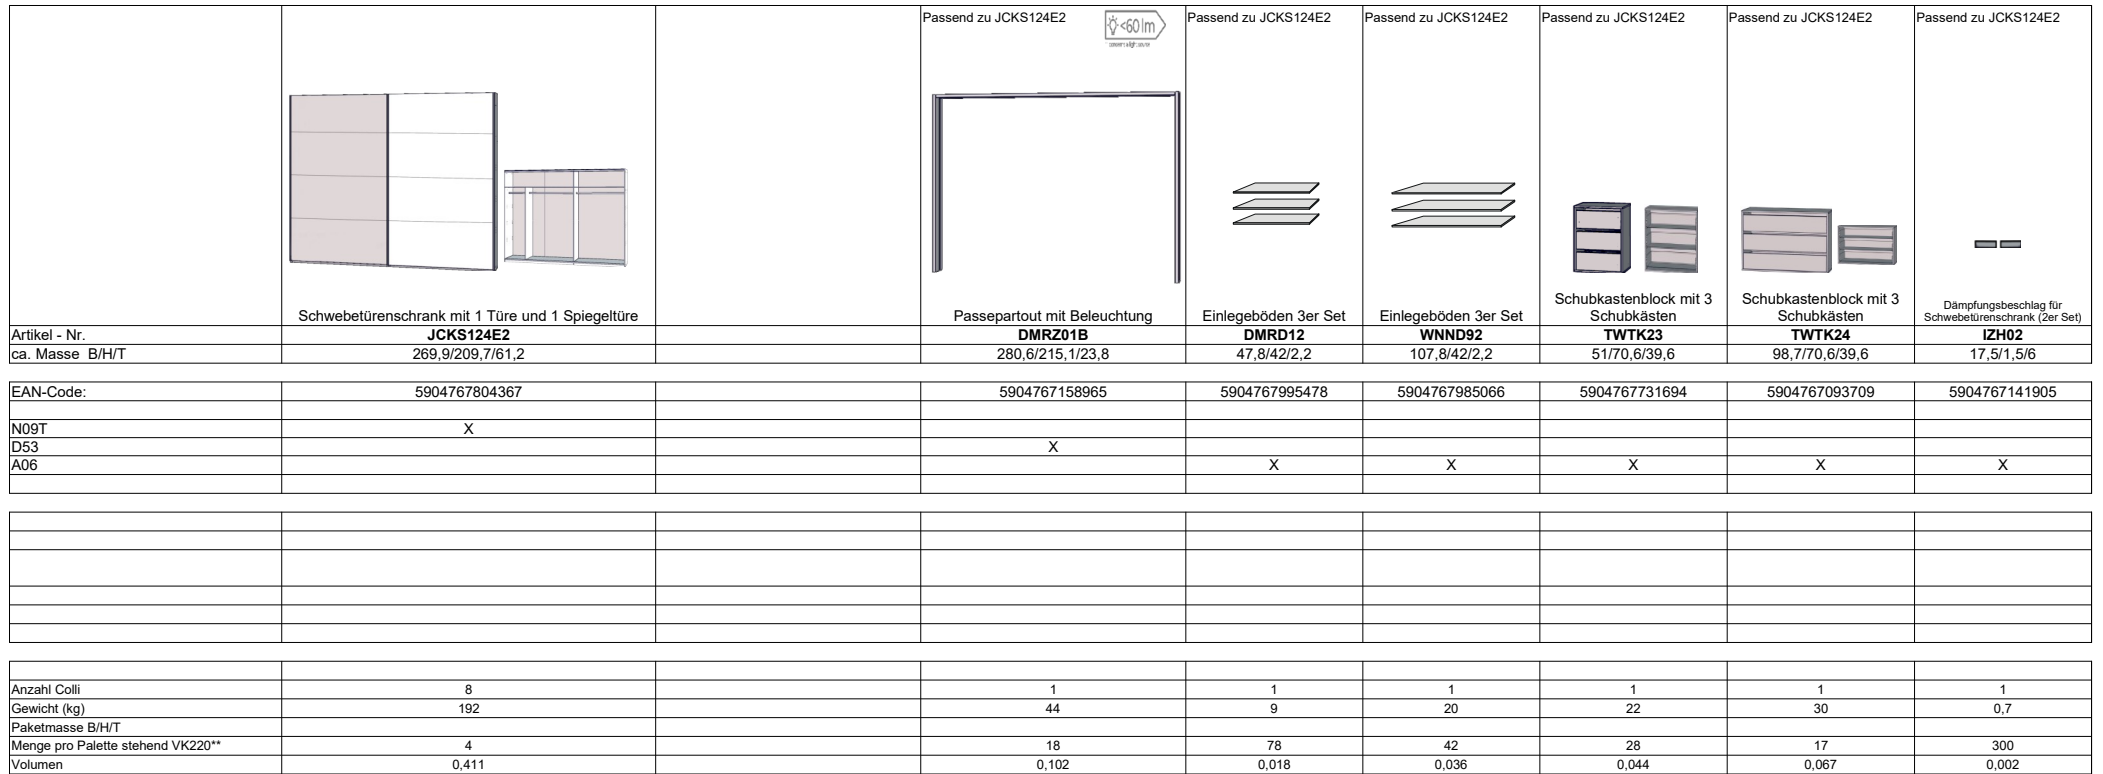 Passend zu JCKS124E2 Passend zu JCKS124E2 Passend zu JCKS124E2 Passend zu JCKS124E2 Passend zu JCKS124E2 Passend zu JCKS124E2
<60 lm
Schwebetürenschrank mit 1 Türe und 1 Spiegeltüre Passepartout mit Beleuchtung Einlegeböden 3er Set Einlegeböden 3er Set Schubkastenblock mit 3 Schubkästen Schubkastenblock mit 3 Schubkästen Dämpfungsbeschlag für Schwebetürenschrank (2er Set)
Artikel - Nr. JCKS124E2 DMRZ01B DMRD12 WNND92 TWTK23 TWTK24 IZH02
ca. Masse B/H/T 269,9/209,7/61,2 280,6/215,1/23,8 47,8/42/2,2 107,8/42/2,2 51/70,6/39,6 98,7/70,6/39,6 17,5/1,5/6
EAN-Code: 5904767804367 5904767158965 5904767995478 5904767985066 5904767731694 5904767093709 5904767141905
N09T X
D53 X
A06 X X X X X
Anzahl Colli 8 1 1 1 1 1 1
Gewicht (kg) 192 44 9 20 22 30 0,7
Paketmasse B/H/T
Menge pro Palette stehend VK220** 4 18 78 42 28 17 300
Volumen 0,411 0,102 0,018 0,036 0,044 0,067 0,002